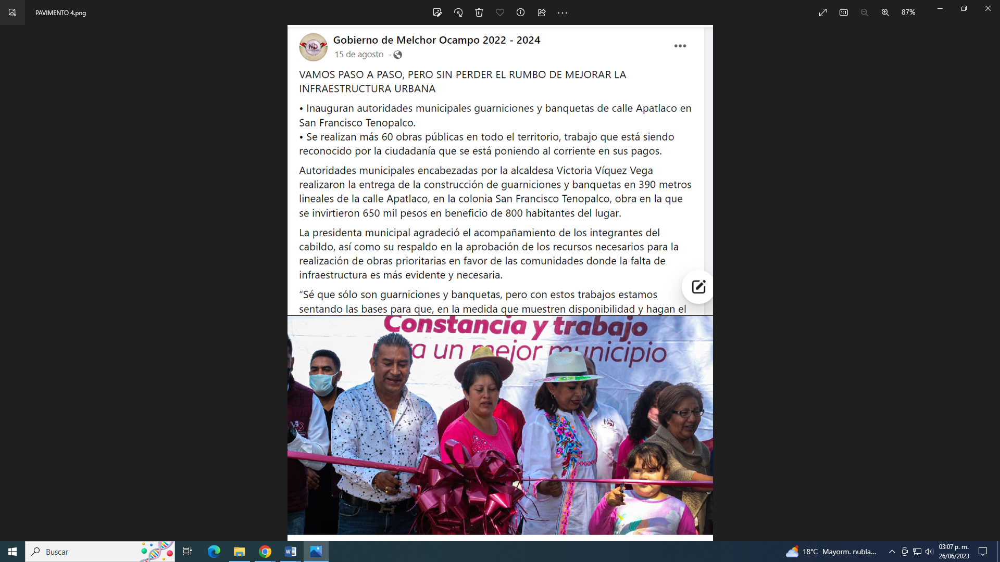 PAVIMENTO 4.png
87%
Gobierno de Melchor Ocampo 2022 - 2024
15 de agosto ·
VAMOS PASO A PASO, PERO SIN PERDER EL RUMBO DE MEJORAR LA
INFRAESTRUCTURA URBANA
• Inauguran autoridades municipales guarniciones y banquetas de calle Apatlaco en
San Francisco Tenopalco.
• Se realizan más 60 obras públicas en todo el territorio, trabajo que está siendo
reconocido por la ciudadanía que se está poniendo al corriente en sus pagos.
Autoridades municipales encabezadas por la alcaldesa Victoria Víquez Vega
realizaron la entrega de la construcción de guarniciones y banquetas en 390 metros
lineales de la calle Apatlaco, en la colonia San Francisco Tenopalco, obra en la que
se invirtieron 650 mil pesos en beneficio de 800 habitantes del lugar.
La presidenta municipal agradeció el acompañamiento de los integrantes del
cabildo, así como su respaldo en la aprobación de los recursos necesarios para la
realización de obras prioritarias en favor de las comunidades donde la falta de
infraestructura es más evidente y necesaria.
“Sé que sólo son guarniciones y banquetas, pero con estos trabajos estamos
sentando las bases para que, en la medida que muestren disponibilidad y hagan el
Constancia y trabajo
un mejor municipio
Buscar
18°C Mayorm. nubla...
03:07 p. m.
26/06/2023